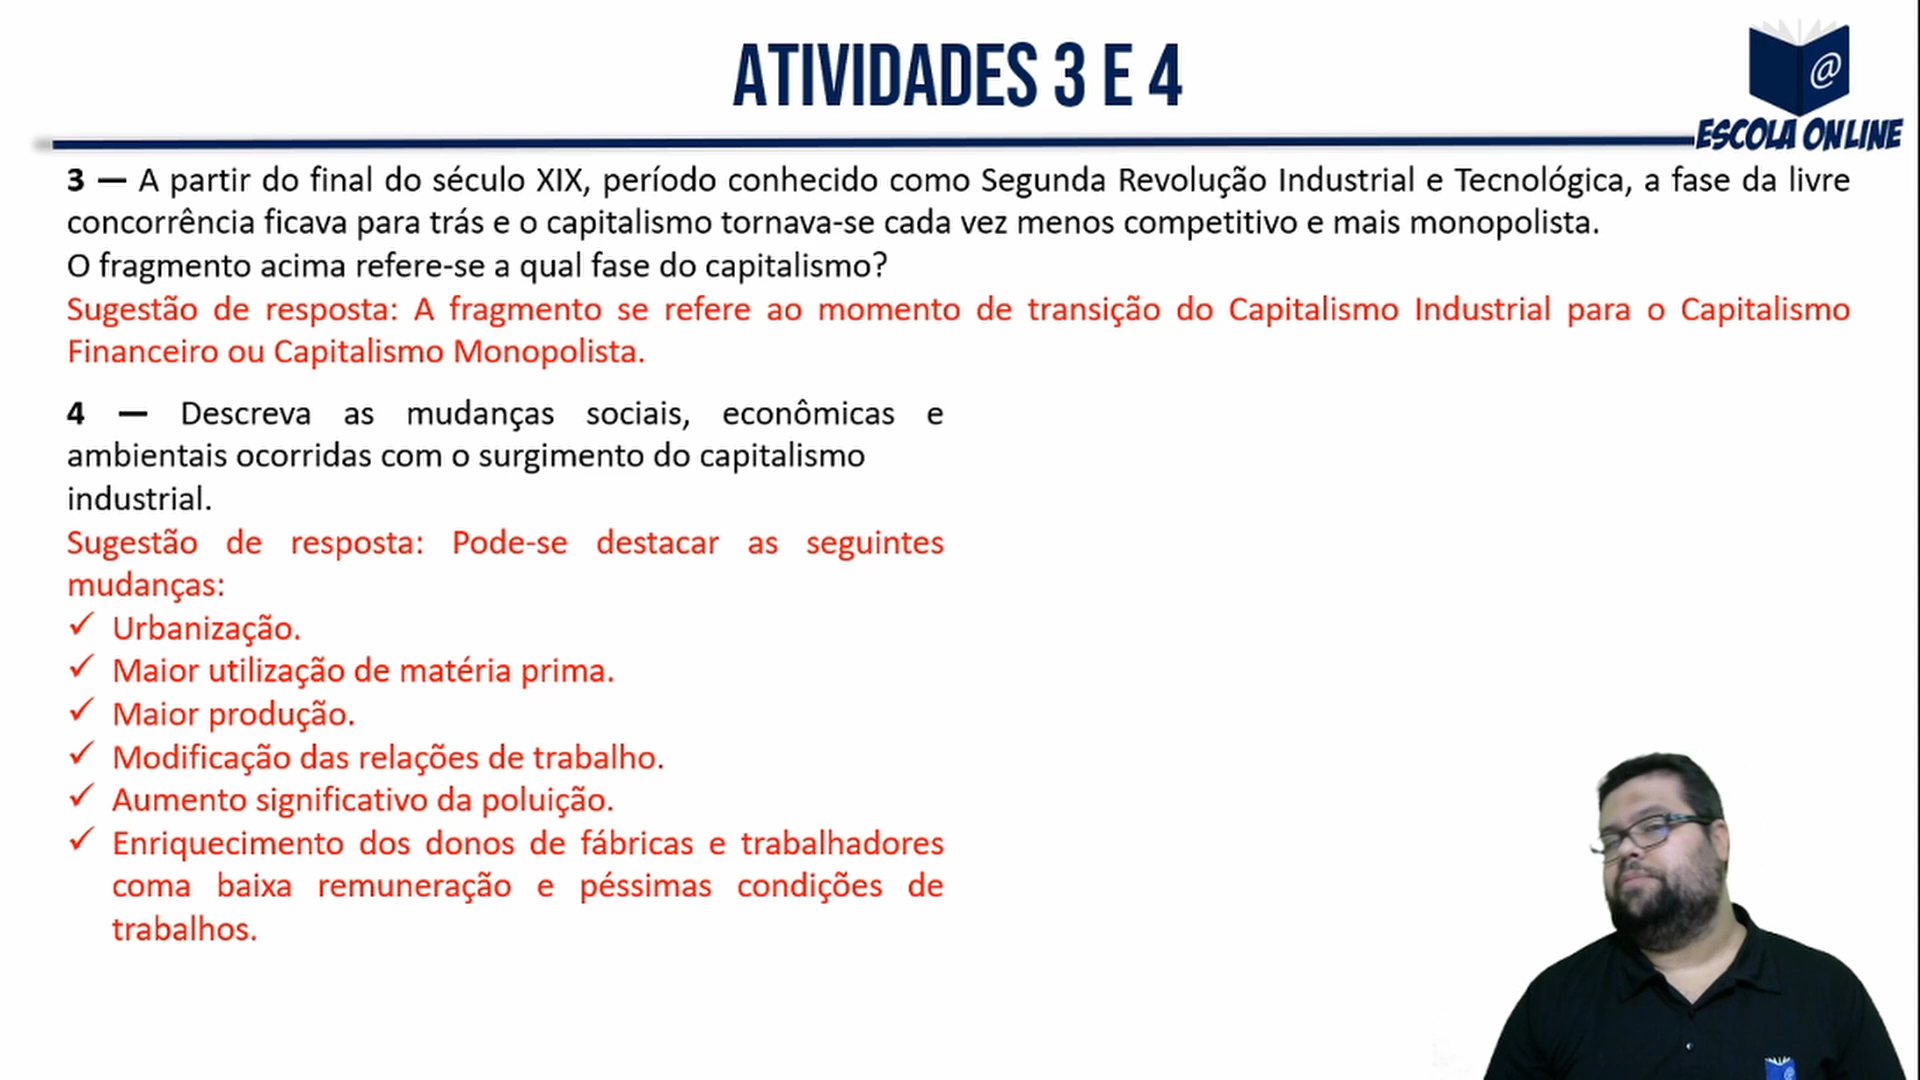 ATIVIDADES 3 E 4
@
ESCOLA ONLINE
3 — A partir do final do século XIX, período conhecido como Segunda Revolução Industrial e Tecnológica, a fase da livre
concorrência ficava para trás e o capitalismo tornava-se cada vez menos competitivo e mais monopolista.
O fragmento acima refere-se a qual fase do capitalismo?
Sugestão de resposta: A fragmento se refere ao momento de transição do Capitalismo Industrial para o Capitalismo
Financeiro ou Capitalismo Monopolista.
4 — Descreva as mudanças sociais, econômicas e
ambientais ocorridas com o surgimento do capitalismo
industrial.
Sugestão de resposta: Pode-se destacar as seguintes
mudanças:
✓ Urbanização.
✓ Maior utilização de matéria prima.
✓ Maior produção.
✓ Modificação das relações de trabalho.
✓ Aumento significativo da poluição.
✓ Enriquecimento dos donos de fábricas e trabalhadores
coma baixa remuneração e péssimas condições de
trabalhos.
@